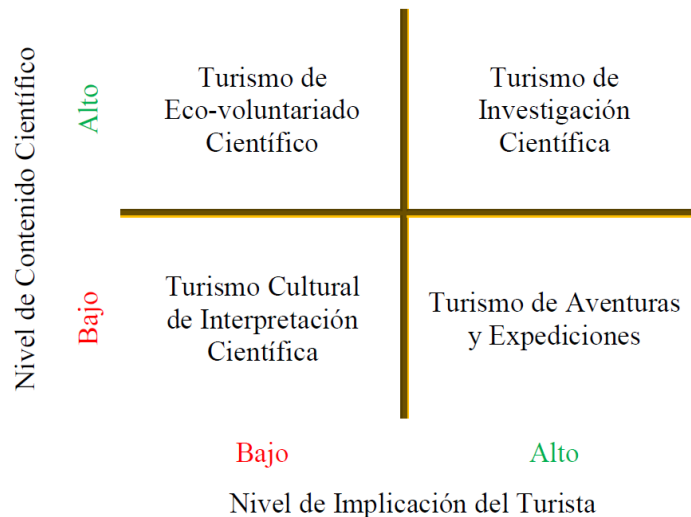 Nivel de Contenido Científico
Alto
Turismo de
Eco-voluntariado
Científico
Turismo de
Investigación
Científica
Bajo
Turismo Cultural
de Interpretación
Científica
Turismo de Aventuras
y Expediciones
Bajo
Alto
Nivel de Implicación del Turista